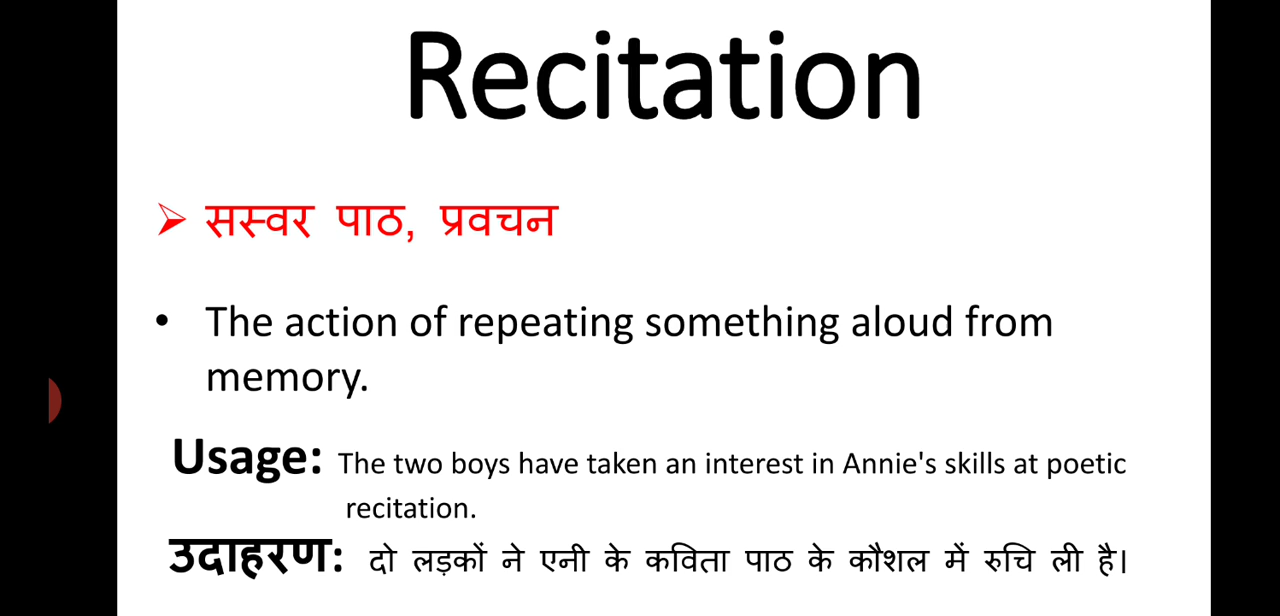 Recitation
➢ सस्वर पाठ, प्रवचन
• The action of repeating something aloud from
memory.
Usage: The two boys have taken an interest in Annie's skills at poetic
recitation.
उदाहरण: दो लड़कों ने एनी के कविता पाठ के कौशल में रुचि ली है।